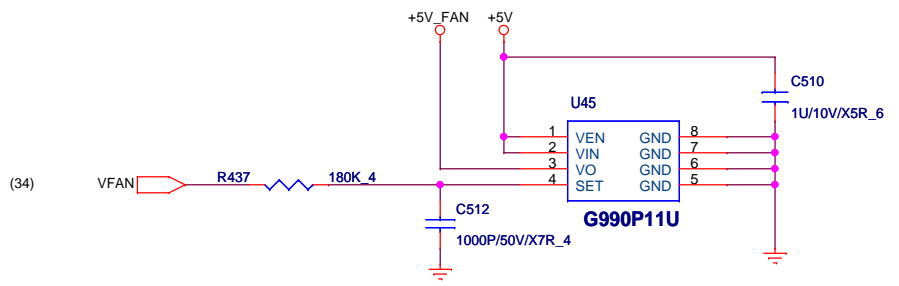 +5V_FAN +5V
C510
1U/10V/X5R_6
U45
1 VEN GND 8
2 VIN GND 7
3 VO GND 6
4 SET GND 5
G990P11U
(34) VFAN R437 180K_4
C512
1000P/50V/X7R_4